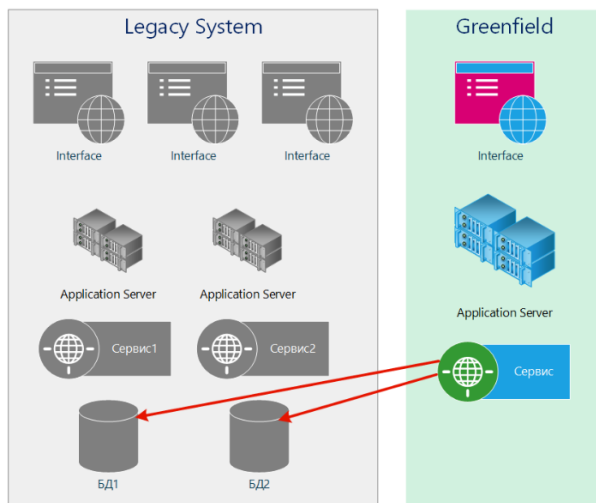 Legacy System
Greenfield
Interface
Interface
Interface
Interface
Application Server
Application Server
Application Server
Сервис1
Сервис2
Сервис
БД1
БД2